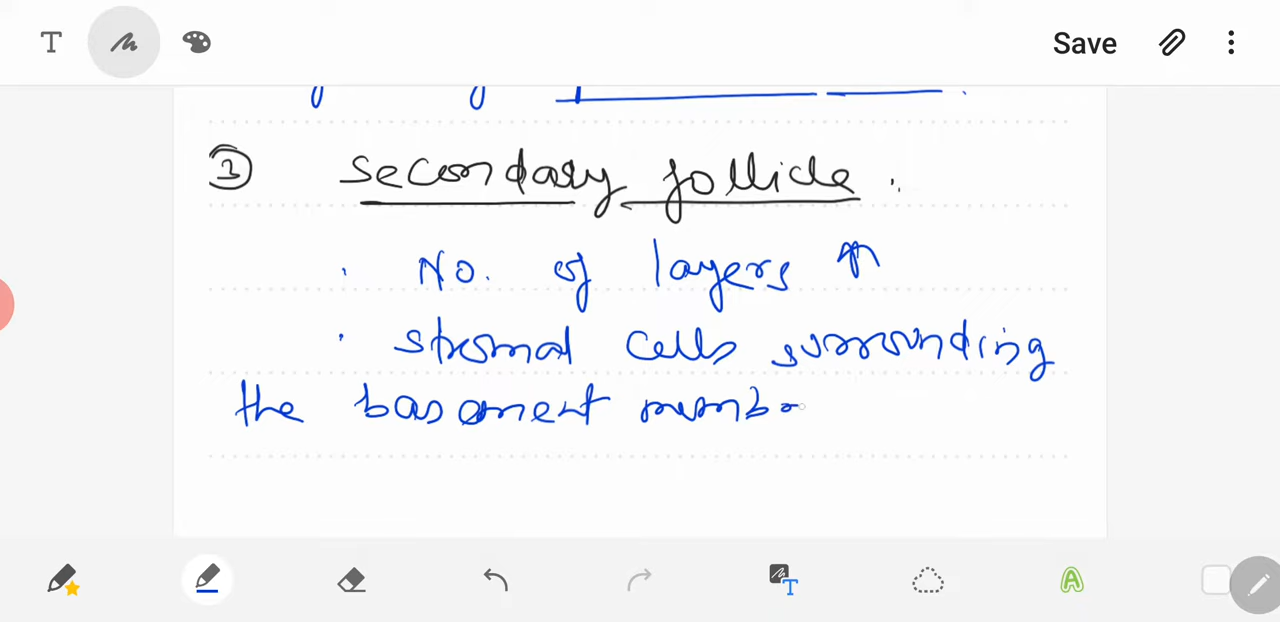 T Save
③ Secondary follicle .
· No. of layers ↑
· stromal cells surrounding
the basement memb
T
A